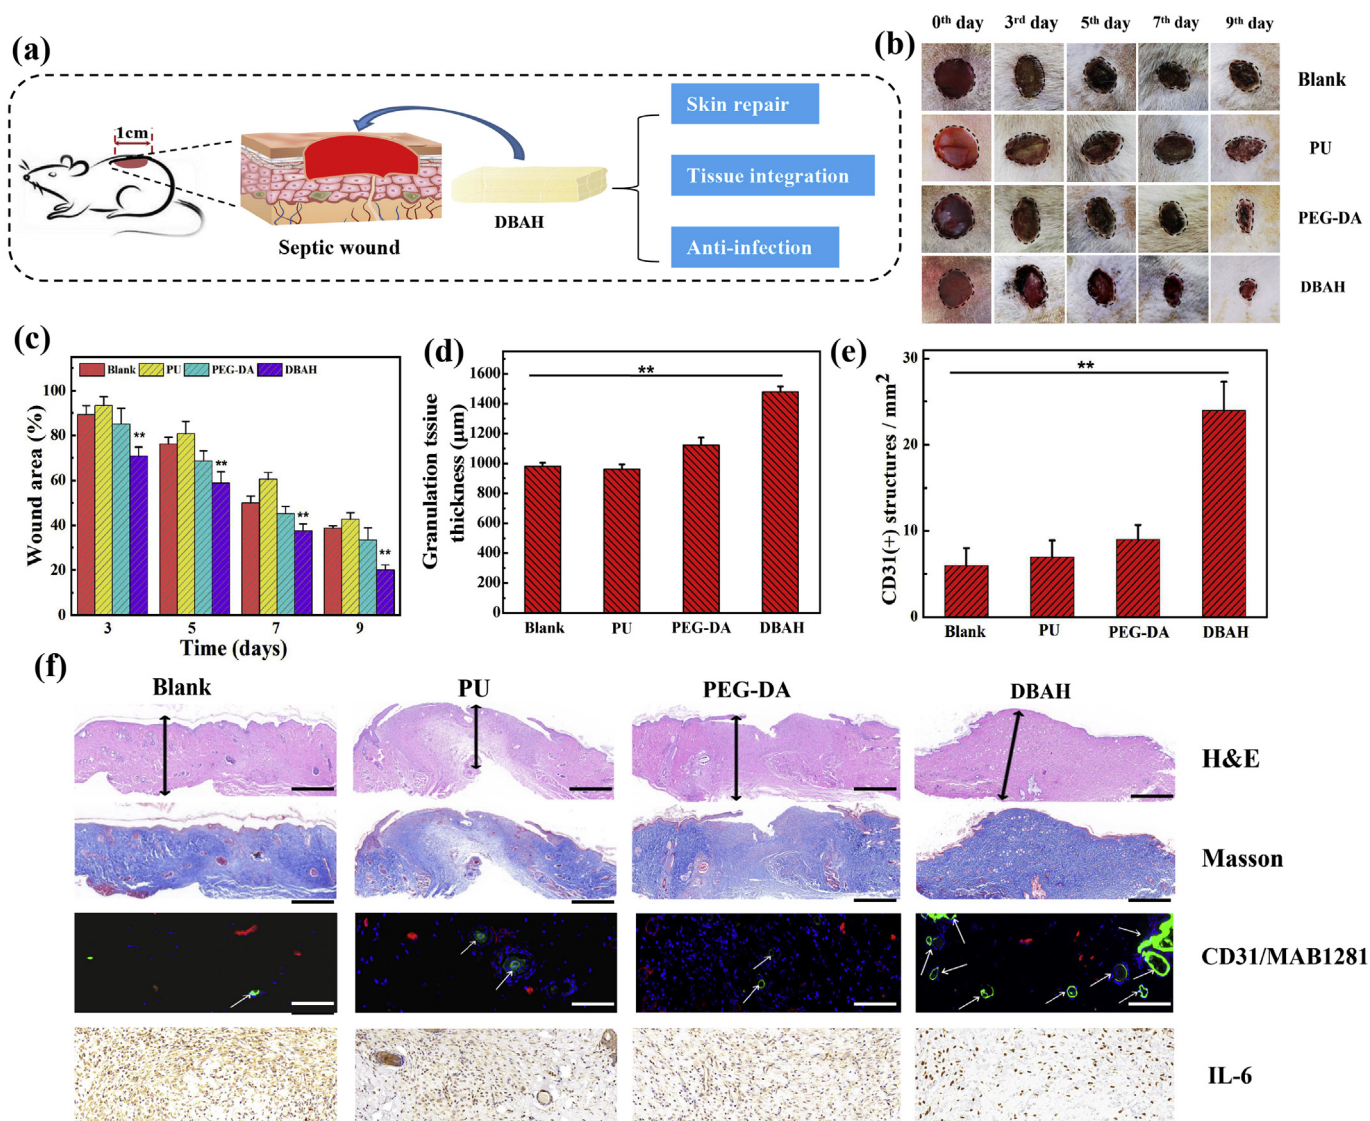 (a)
1cm
Septic wound
DBAH
Skin repair
Tissue integration
Anti-infection
(b)
0th day 3rd day 5th day 7th day 9th day
Blank
PU
PEG-DA
DBAH
(c)
Blank PU PEG-DA DBAH
Wound area (%)
100
80
60
40
20
0
** ** ** **
3 5 7 9
Time (days)
(d)
**
Granulation tssiue
thickness (μm)
1600
1400
1200
1000
800
600
400
200
0
Blank PU PEG-DA DBAH
(e)
**
CD31(+) structures / mm2
30
20
10
0
Blank PU PEG-DA DBAH
(f)
Blank PU PEG-DA DBAH
H&E
Masson
CD31/MAB1281
IL-6